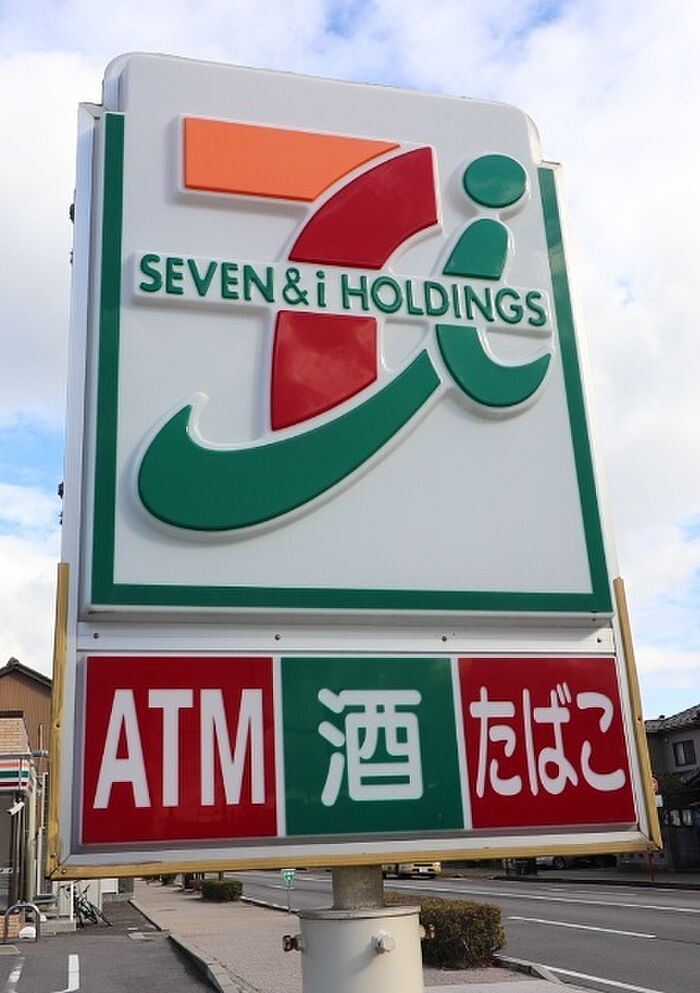 SEVEN & i HOLDINGS
ATM 酒 たばこ